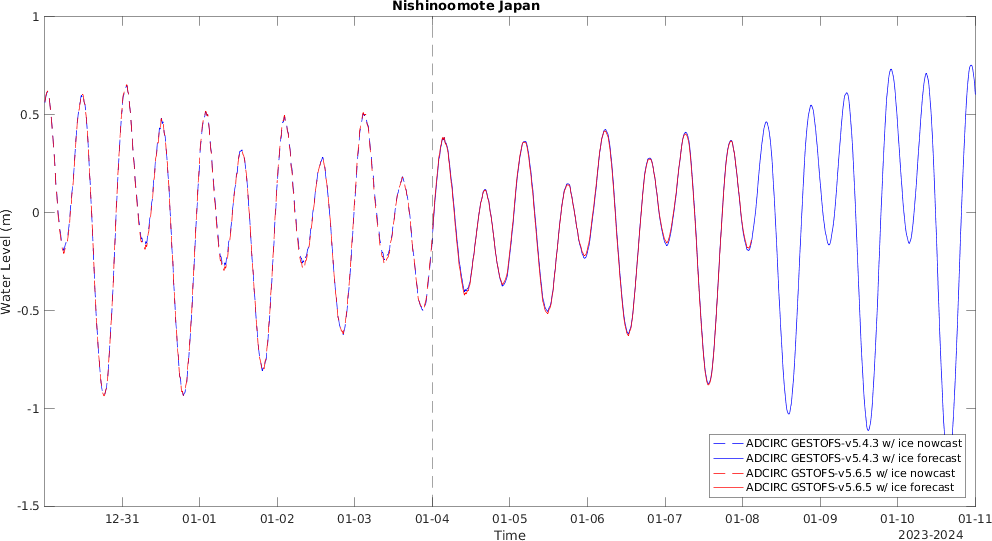 Nishinoomote Japan
1
0.5
0
-0.5
-1
-1.5
Water Level (m)
12-31
01-01
01-02
01-03
01-04
01-05
01-06
01-07
01-08
01-09
01-10
01-11
Time
2023-2024
ADCIRC GESTOFS-v5.4.3 w/ ice nowcast
ADCIRC GESTOFS-v5.4.3 w/ ice forecast
ADCIRC GSTOFS-v5.6.5 w/ ice nowcast
ADCIRC GSTOFS-v5.6.5 w/ ice forecast